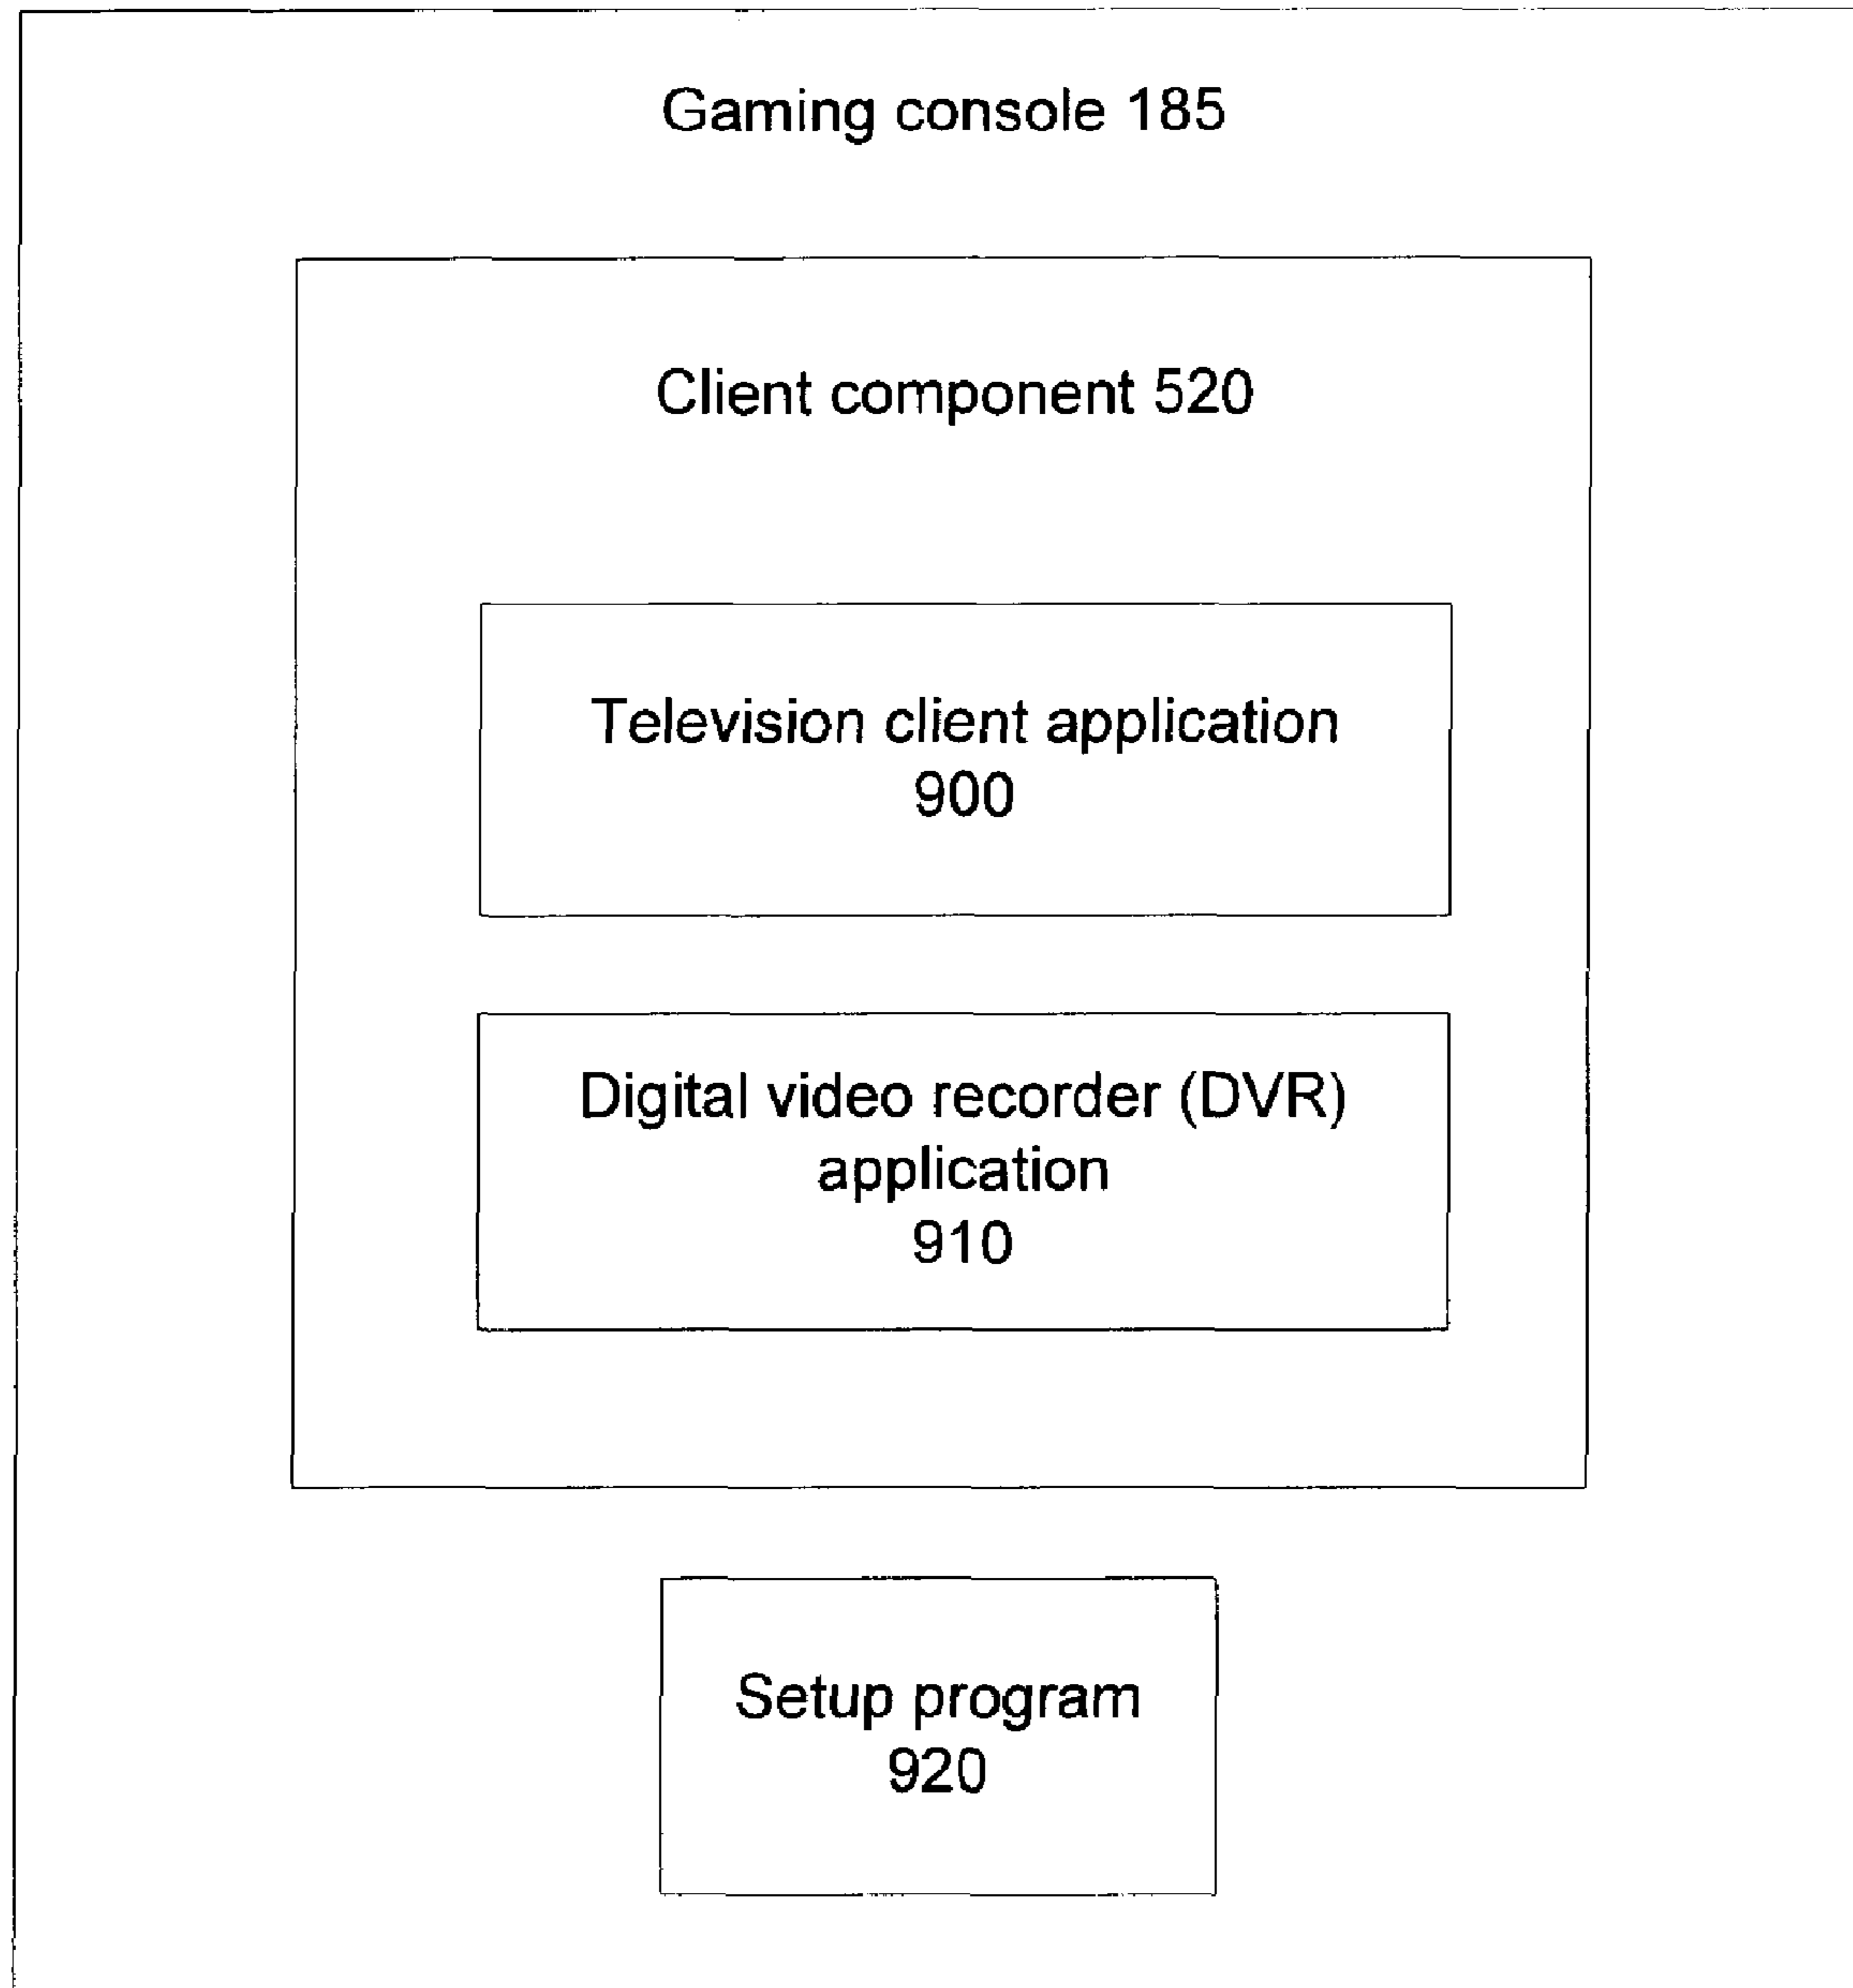 Gaming console 185
Client component 520
Television client application
900
Digital video recorder (DVR)
application
910
Setup program
920